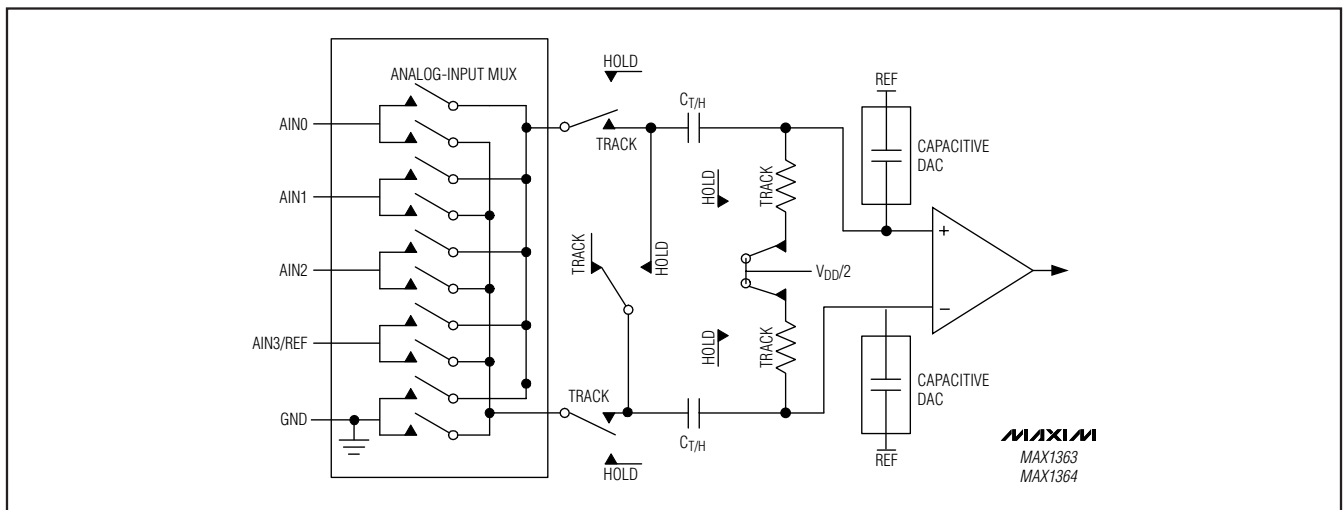 ANALOG-INPUT MUX
AIN0
AIN1
AIN2
AIN3/REF
GND
HOLD
TRACK
CT/H
REF
CAPACITIVE
DAC
HOLD
TRACK
TRACK
HOLD
VDD/2
+
−
HOLD
TRACK
TRACK
HOLD
CT/H
CAPACITIVE
DAC
REF
MAXIM
MAX1363
MAX1364